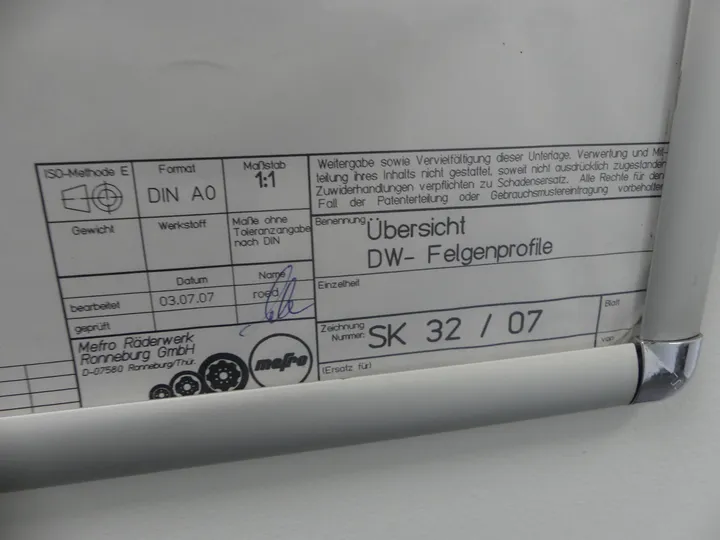 ISO-Methode E
Format
DIN A0
Maßstab
1:1
Weitergabe sowie Vervielfältigung dieser Unterlage, Verwertung und Mit-
teilung ihres Inhalts nicht gestattet, soweit nicht ausdrücklich zugestanden
Zuwiderhandlungen verpflichten zu Schadensersatz. Alle Rechte für den
Fall der Patenterteilung oder Gebrauchsmustereintragung vorbehalten
Gewicht
Werkstoff
Maße ohne
Toleranzangabe
nach DIN
Benennung
Übersicht
DW- Felgenprofile
Datum
Name
bearbeitet
03.07.07
roed
geprüft
Einzelheit
Mefro Räderwerk
Ronneburg GmbH
D-07580 Ronneburg/Thür.
mefro
Zeichnung
Nummer:
SK 32 / 07
Blatt
von
(Ersatz für)